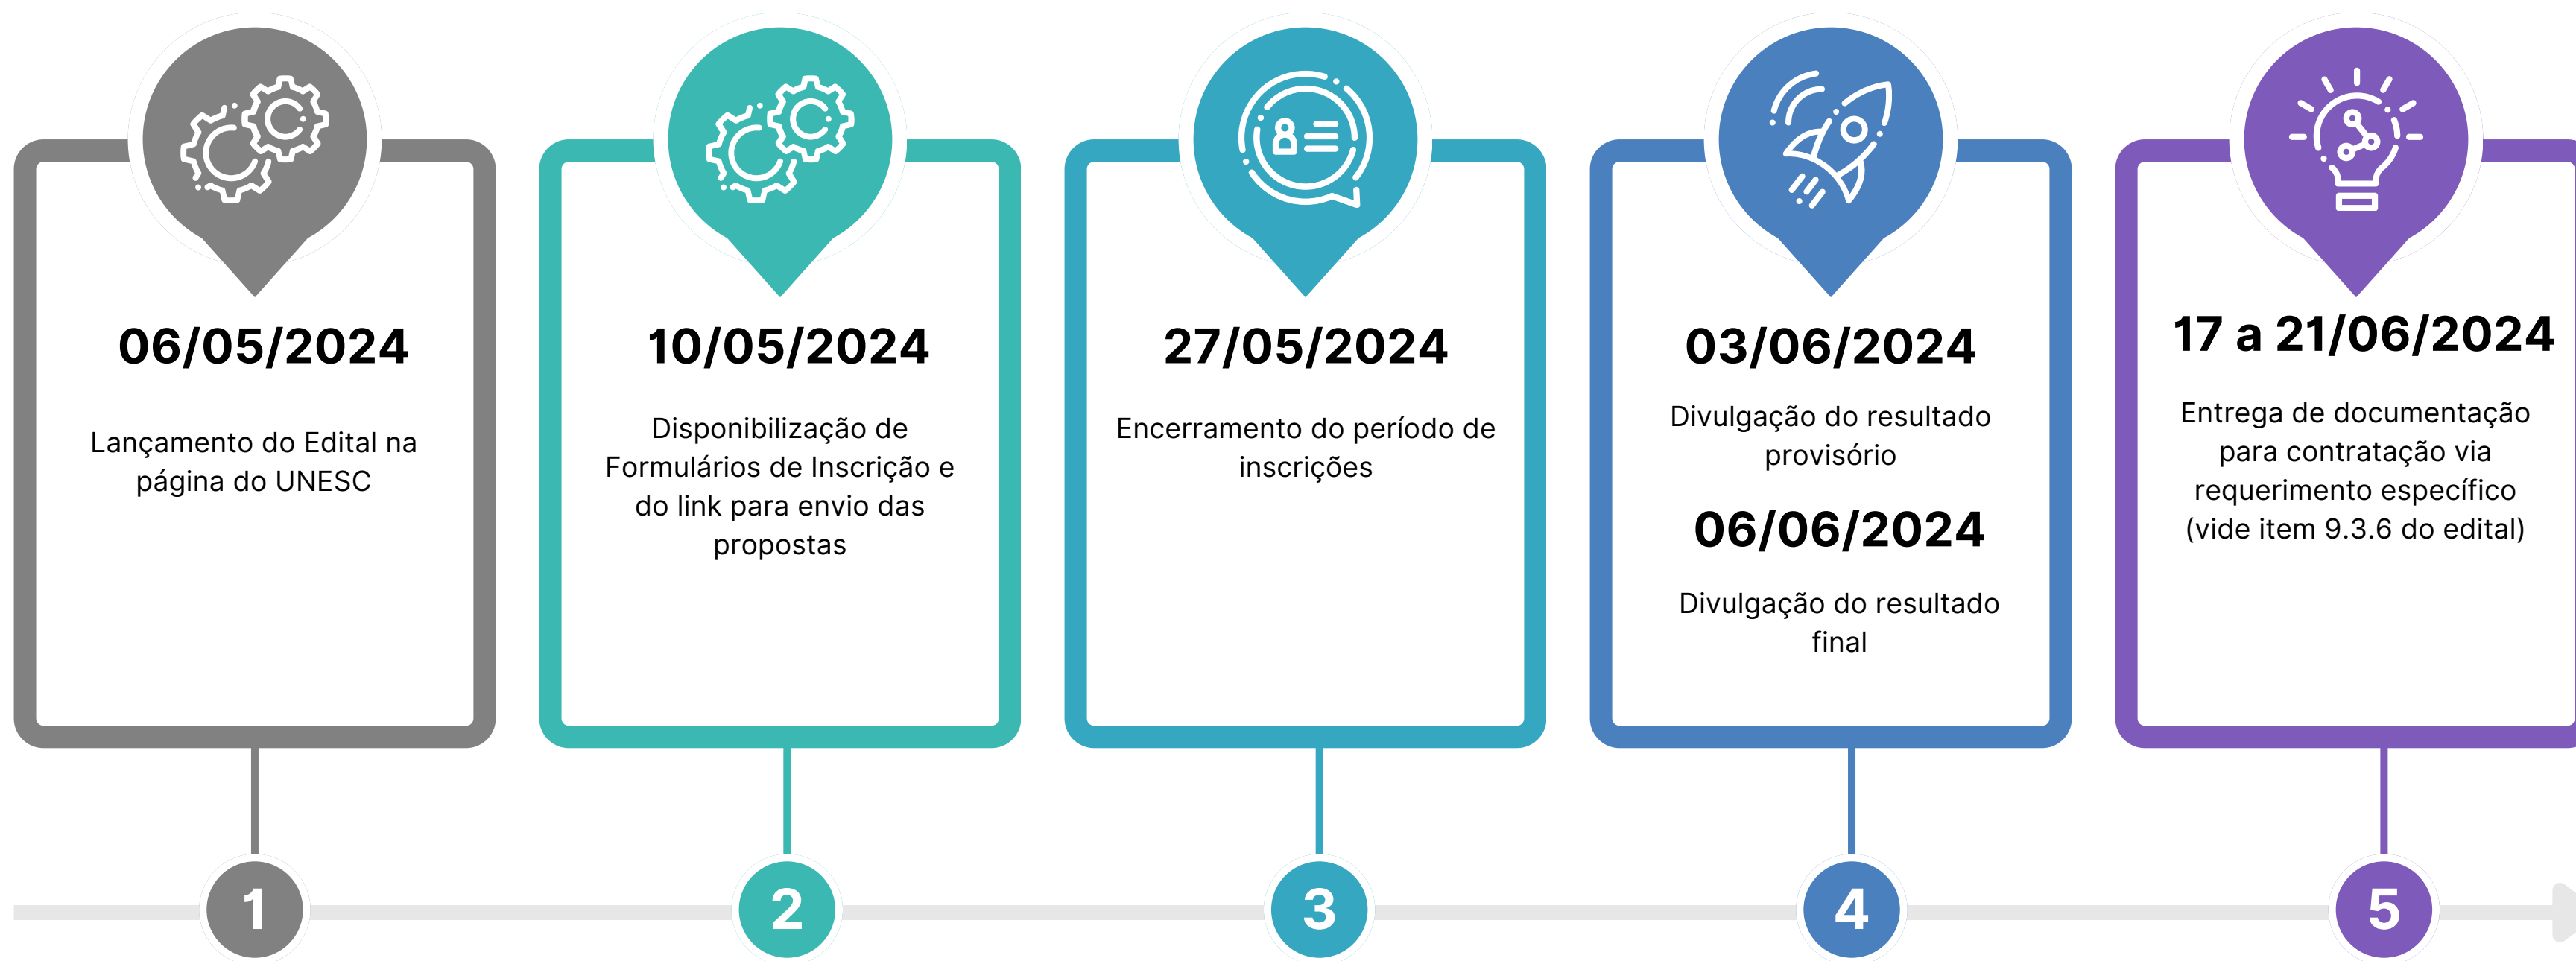 06/05/2024
Lançamento do Edital na
página do UNESC
10/05/2024
Disponibilização de
Formulários de Inscrição e
do link para envio das
propostas
27/05/2024
Encerramento do período de
inscrições
03/06/2024
Divulgação do resultado
provisório
06/06/2024
Divulgação do resultado
final
17 a 21/06/2024
Entrega de documentação
para contratação via
requerimento específico
(vide item 9.3.6 do edital)
1
2
3
4
5